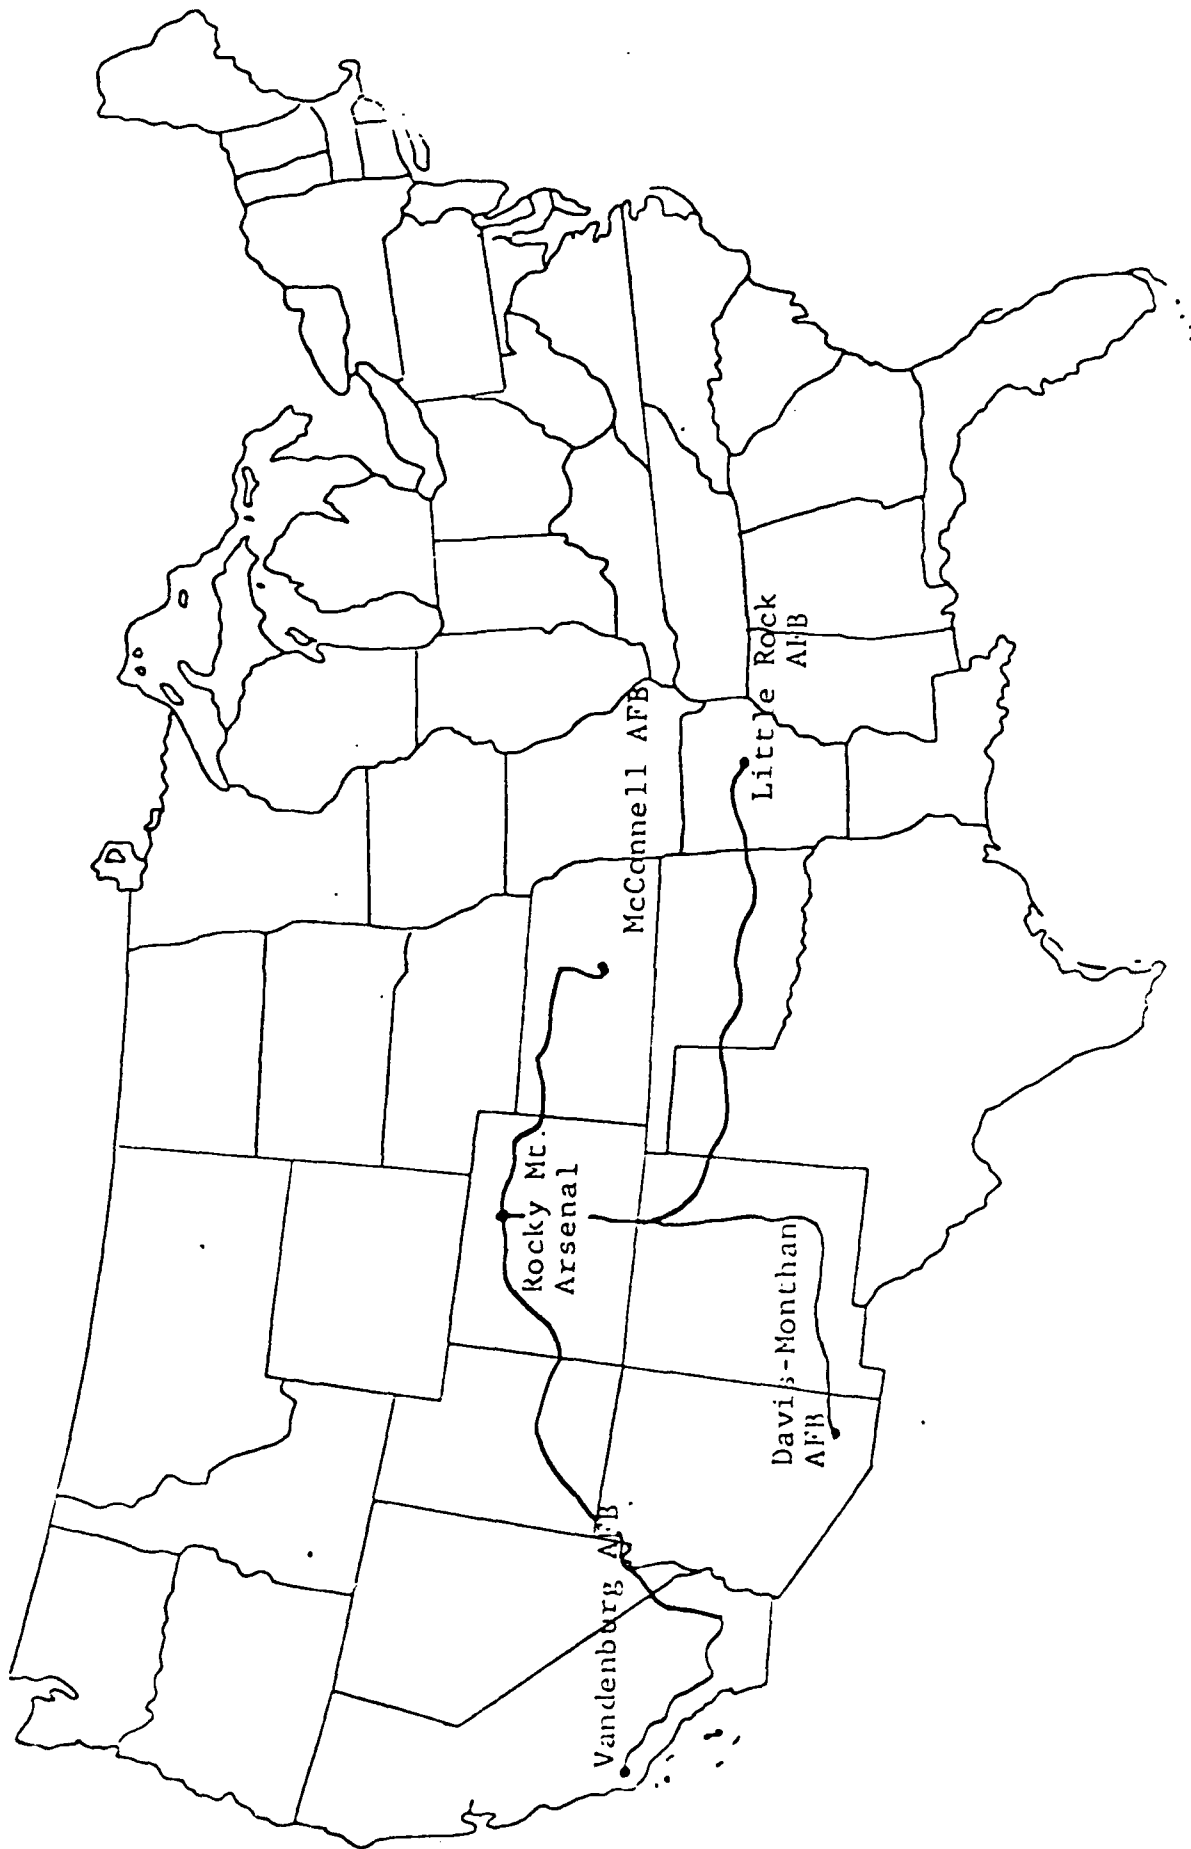 Vandenburg AFB
Rocky Mt.
Arsenal
McConnell AFB
Davis-Monthan
AFB
Little Rock
AFB